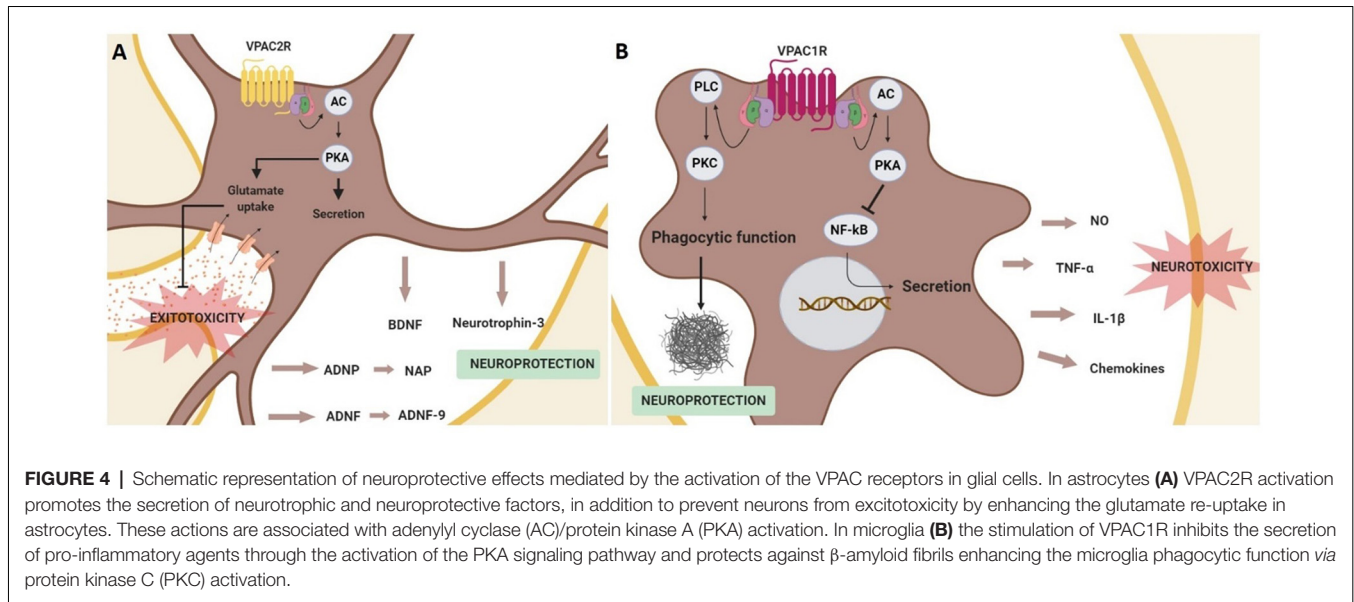 A
VPAC2R
AC
PKA
Glutamate
uptake
Secretion
EXITOTOXICITY
BDNF
Neurotrophin-3
NEUROPROTECTION
ADNP
NAP
ADNF
ADNF-9
B
VPAC1R
PLC
AC
PKC
PKA
NF-kB
Phagocytic function
Secretion
NEUROPROTECTION
NO
TNF-α
IL-1β
Chemokines
NEUROTOXICITY
FIGURE 4 | Schematic representation of neuroprotective effects mediated by the activation of the VPAC receptors in glial cells. In astrocytes (A) VPAC2R activation
promotes the secretion of neurotrophic and neuroprotective factors, in addition to prevent neurons from excitotoxicity by enhancing the glutamate re-uptake in
astrocytes. These actions are associated with adenylyl cyclase (AC)/protein kinase A (PKA) activation. In microglia (B) the stimulation of VPAC1R inhibits the secretion
of pro-inflammatory agents through the activation of the PKA signaling pathway and protects against β-amyloid fibrils enhancing the microglia phagocytic function via
protein kinase C (PKC) activation.